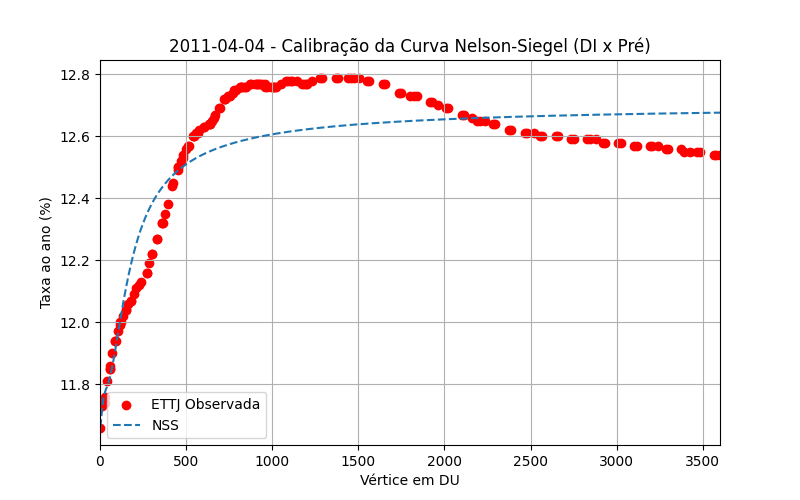 2011-04-04 - Calibração da Curva Nelson-Siegel (DI x Pré)
Taxa ao ano (%)
12.8
12.6
12.4
12.2
12.0
11.8
ETTJ Observada
NSS
0 500 1000 1500 2000 2500 3000 3500
Vértice em DU